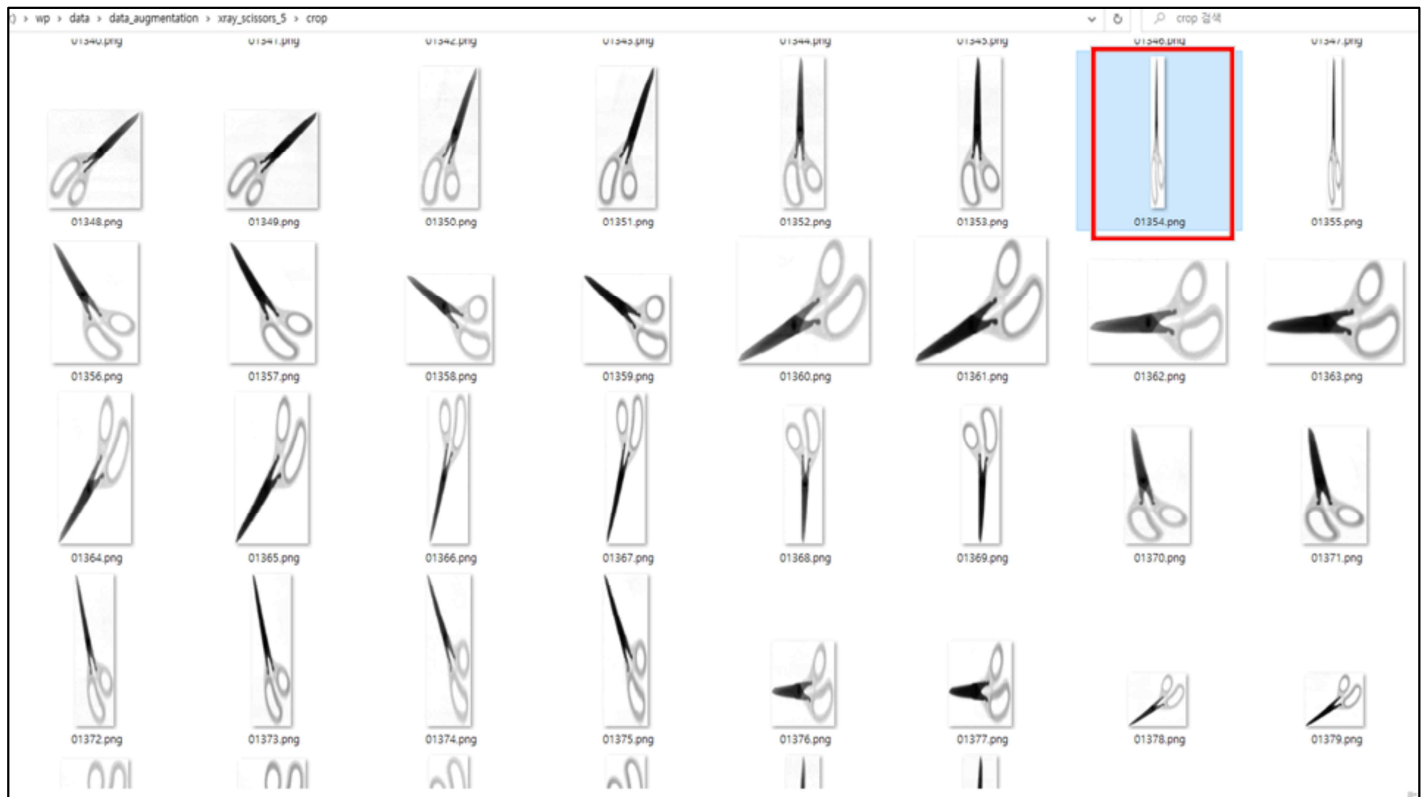 › wp › data › data_augmentation › xray_scissors_5 › crop
crop 검색
01340.png 01341.png 01342.png 01343.png 01344.png 01345.png 01346.png 01347.png
01348.png 01349.png 01350.png 01351.png 01352.png 01353.png 01354.png 01355.png
01356.png 01357.png 01358.png 01359.png 01360.png 01361.png 01362.png 01363.png
01364.png 01365.png 01366.png 01367.png 01368.png 01369.png 01370.png 01371.png
01372.png 01373.png 01374.png 01375.png 01376.png 01377.png 01378.png 01379.png